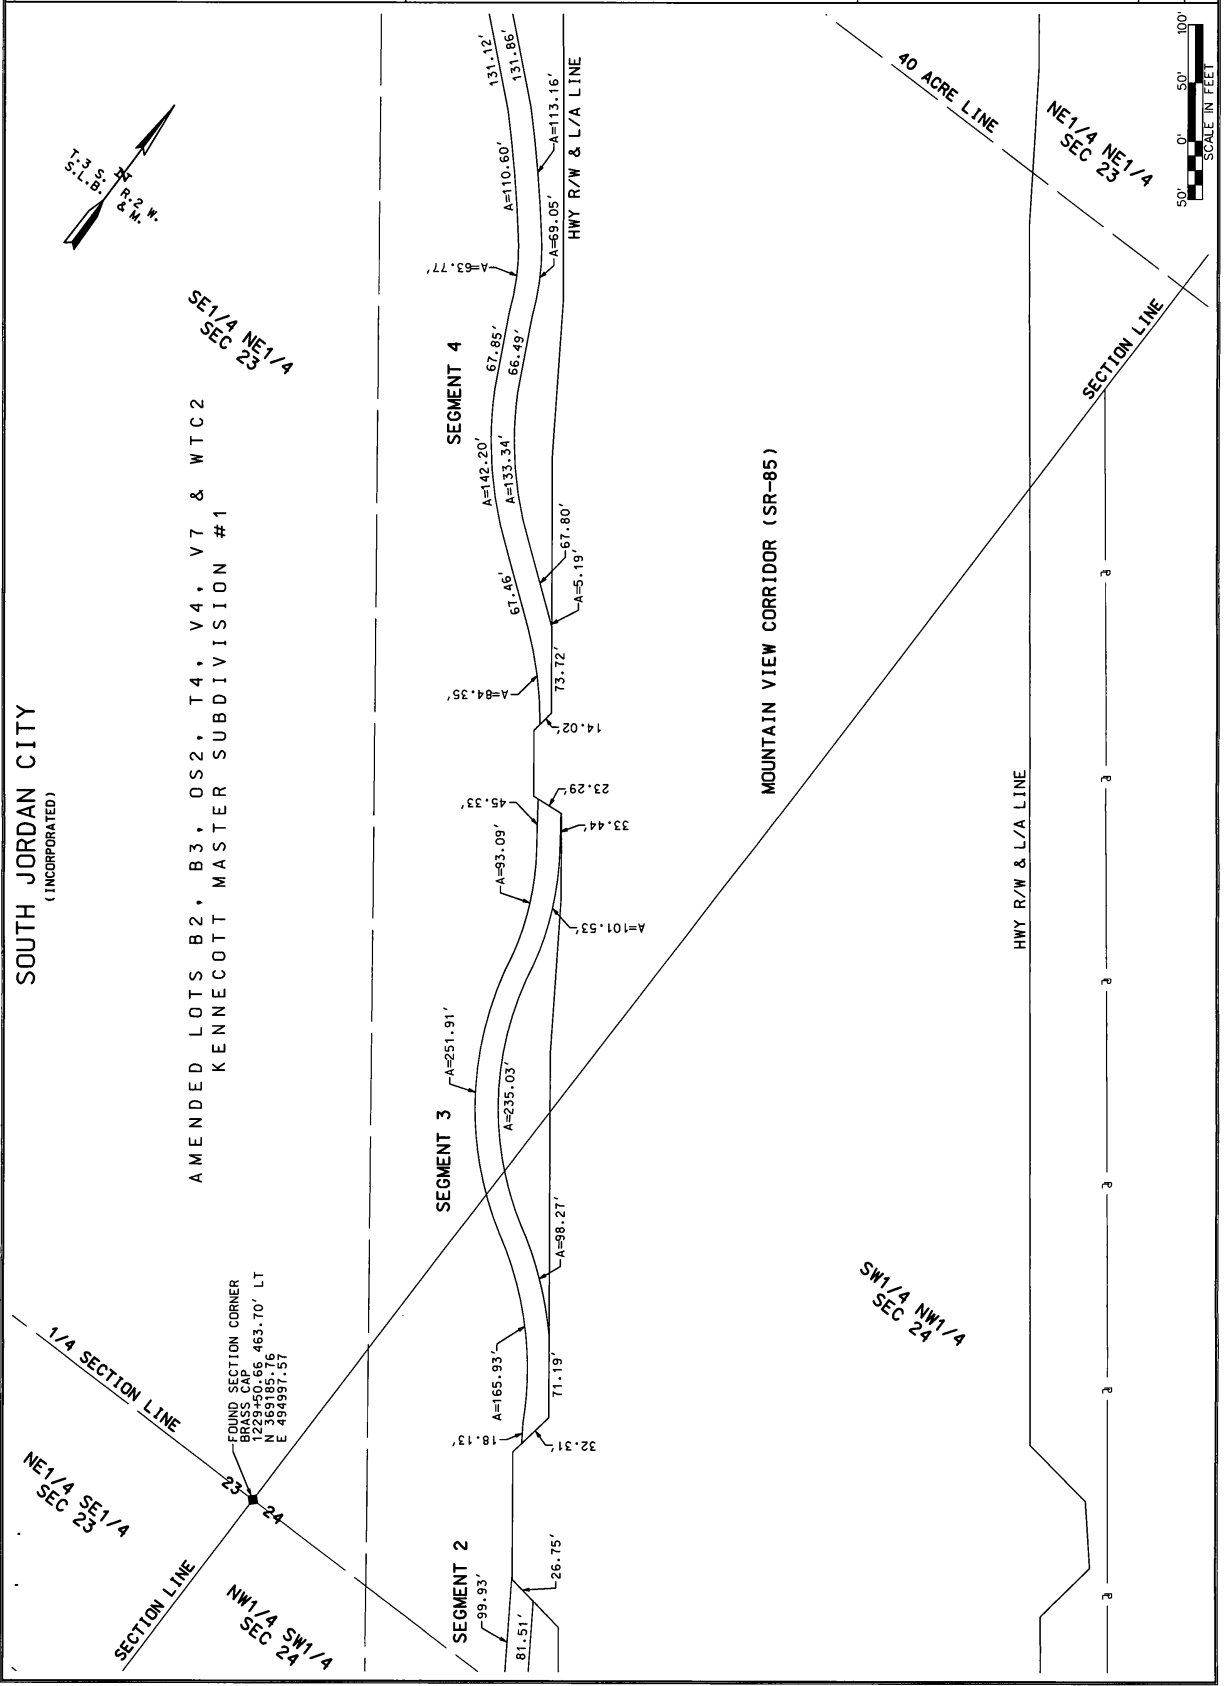 SOUTH JORDAN CITY
(INCORPORATED)
AMENDED LOTS B2, B3, OS2, T4, V4, V7 & WTC2
KENNECOTT MASTER SUBDIVISION #1
T.3 S.
S.L.B.
N
R.2 W.
& M.
SE1/4 NE1/4
SEC 23
1/4 SECTION LINE
NE1/4 SE1/4
SEC 23
23
24
FOUND SECTION CORNER
BRASS CAP
1229+50.66 463.70' LT
N 369185.76
E 494997.57
SECTION LINE
NW1/4 SW1/4
SEC 24
SEGMENT 2
99.93'
81.51'
26.75'
SEGMENT 3
18.13'
32.31'
A=165.93'
71.19'
A=98.27'
A=251.91'
A=235.03'
A=93.09'
A=101.53'
45.33'
33.44'
23.29'
SEGMENT 4
14.02'
A=84.35'
73.72'
A=5.19'
67.46'
67.80'
A=142.20'
A=133.34'
67.85'
66.49'
A=63.77'
A=69.05'
A=110.60'
A=113.16'
131.12'
131.86'
HWY R/W & L/A LINE
MOUNTAIN VIEW CORRIDOR (SR-85)
SW1/4 NW1/4
SEC 24
HWY R/W & L/A LINE
SECTION LINE
40 ACRE LINE
NE1/4 NE1/4
SEC 23
50' 0' 50' 100'
SCALE IN FEET